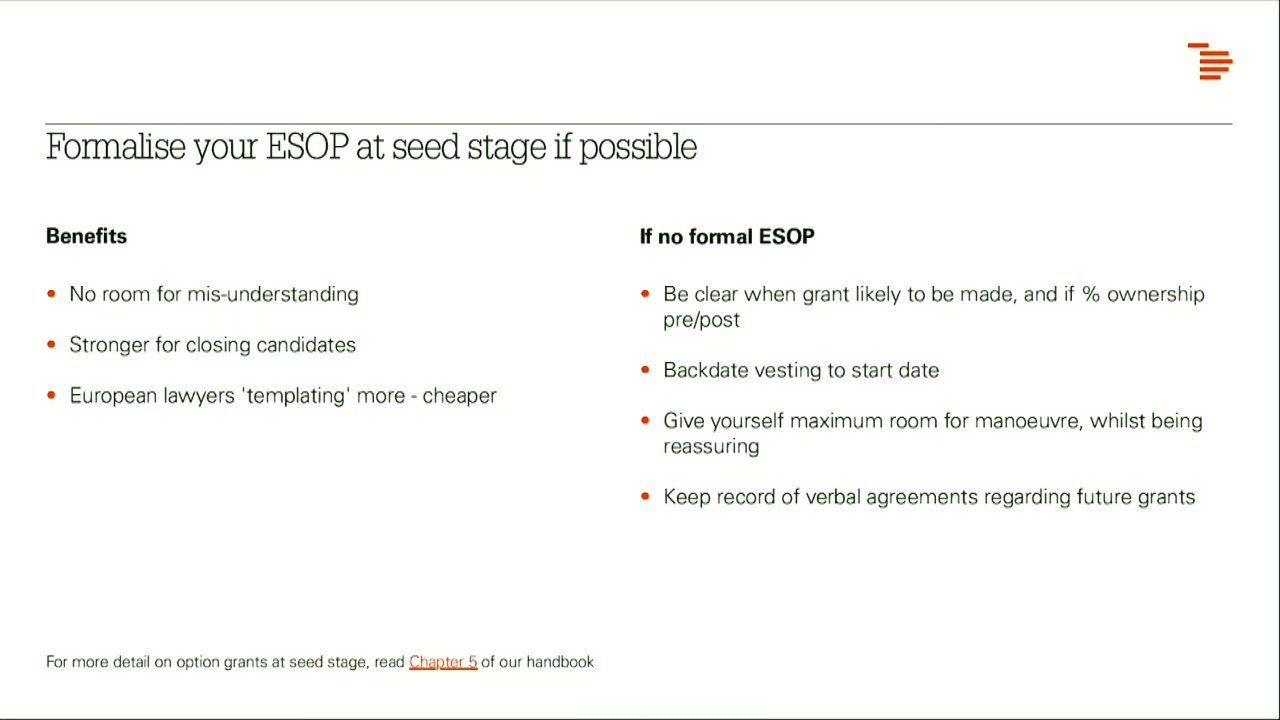 Formalise your ESOP at seed stage if possible
Benefits
No room for mis-understanding
Stronger for closing candidates
European lawyers 'templating' more - cheaper
If no formal ESOP
Be clear when grant likely to be made, and if % ownership
pre/post
Backdate vesting to start date
Give yourself maximum room for manoeuvre, whilst being
reassuring
Keep record of verbal agreements regarding future grants
For more detail on option grants at seed stage, read Chapter 5 of our handbook